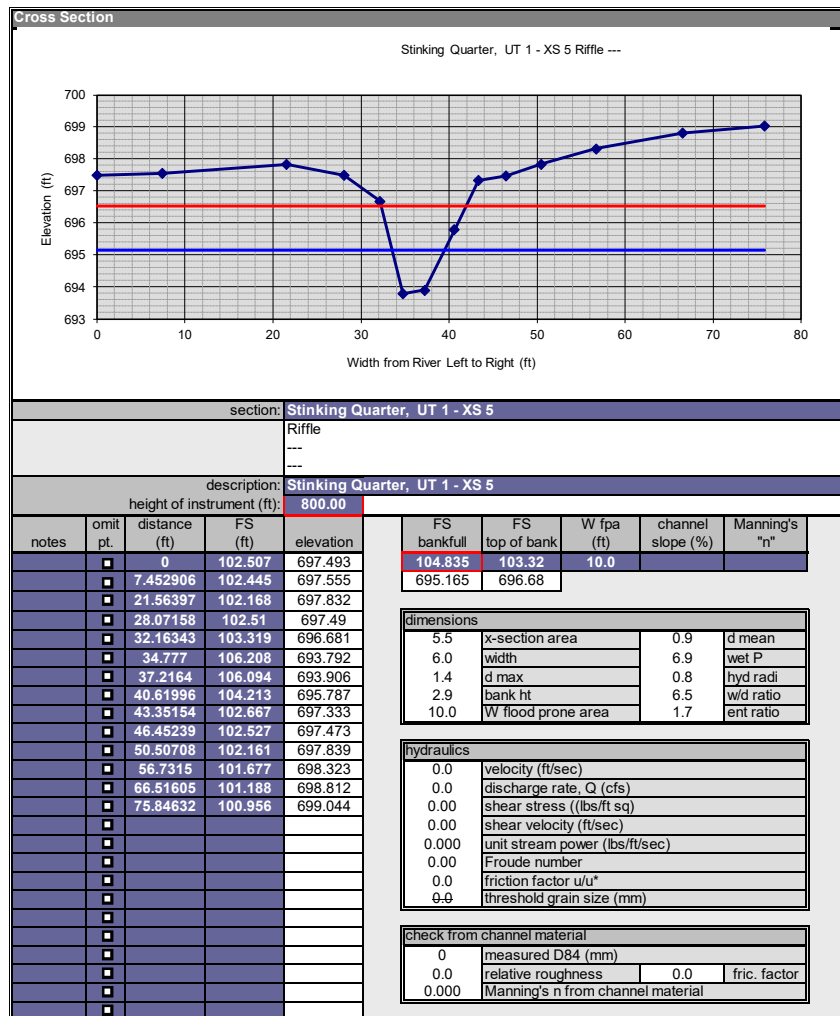 Cross Section
Stinking Quarter, UT 1 - XS 5 Riffle ---
700
699
698
697
696
695
694
693
Elevation (ft)
0 10 20 30 40 50 60 70 80
Width from River Left to Right (ft)
section: Stinking Quarter, UT 1 - XS 5
Riffle
---
---
description: Stinking Quarter, UT 1 - XS 5
height of instrument (ft): 800.00
omit distance FS FS FS W fpa channel Manning's
notes pt. (ft) (ft) elevation bankfull top of bank (ft) slope (%) "n"
0 102.507 697.493 104.835 103.32 10.0
7.452906 102.445 697.555 695.165 696.68
21.56397 102.168 697.832
28.07158 102.51 697.49 dimensions
32.16343 103.319 696.681 5.5 x-section area 0.9 d mean
34.777 106.208 693.792 6.0 width 6.9 wet P
37.2164 106.094 693.906 1.4 d max 0.8 hyd radi
40.61996 104.213 695.787 2.9 bank ht 6.5 w/d ratio
43.35154 102.667 697.333 10.0 W flood prone area 1.7 ent ratio
46.45239 102.527 697.473
50.50708 102.161 697.839 hydraulics
56.7315 101.677 698.323 0.0 velocity (ft/sec)
66.51605 101.188 698.812 0.0 discharge rate, Q (cfs)
75.84632 100.956 699.044 0.00 shear stress ((lbs/ft sq)
0.00 shear velocity (ft/sec)
0.000 unit stream power (lbs/ft/sec)
0.00 Froude number
0.0 friction factor u/u*
0.0 threshold grain size (mm)
check from channel material
0 measured D84 (mm)
0.0 relative roughness 0.0 fric. factor
0.000 Manning's n from channel material